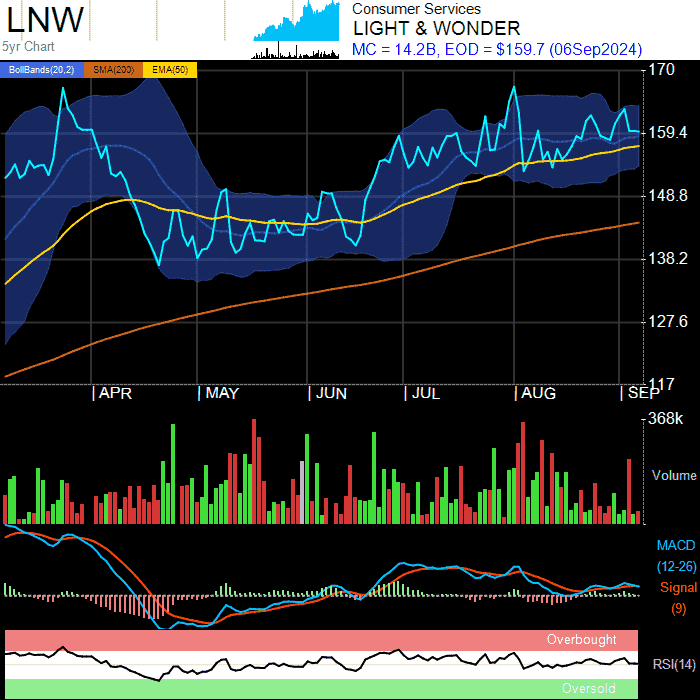 LNW
5yr Chart
Consumer Services
LIGHT & WONDER
MC = 14.2B, EOD = $159.7 (06Sep2024)
BollBands(20,2) SMA(200) EMA(50)
170
159.4
148.8
138.2
127.6
117
APR MAY JUN JUL AUG SEP
368k
Volume
MACD
(12-26)
Signal
(9)
Overbought
RSI(14)
Oversold